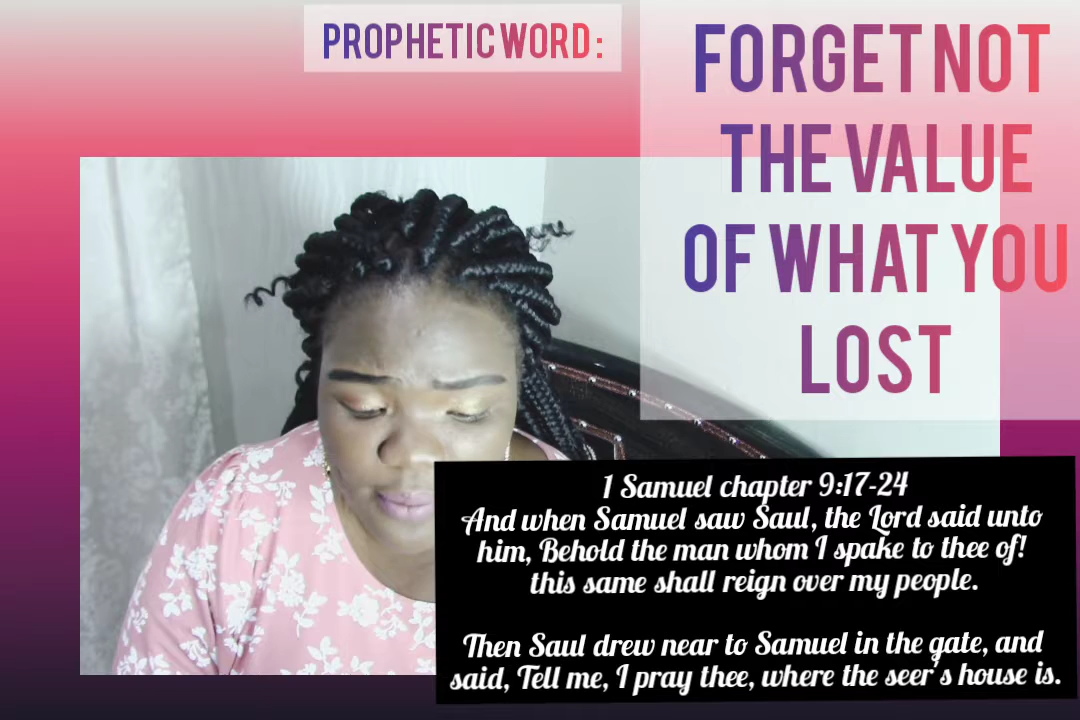 PROPHETIC WORD:
FORGET NOT
THE VALUE
OF WHAT YOU
LOST
1 Samuel chapter 9:17-24
And when Samuel saw Saul, the Lord said unto
him, Behold the man whom I spake to thee of!
this same shall reign over my people.
Then Saul drew near to Samuel in the gate, and
said, Tell me, I pray thee, where the seer's house is.